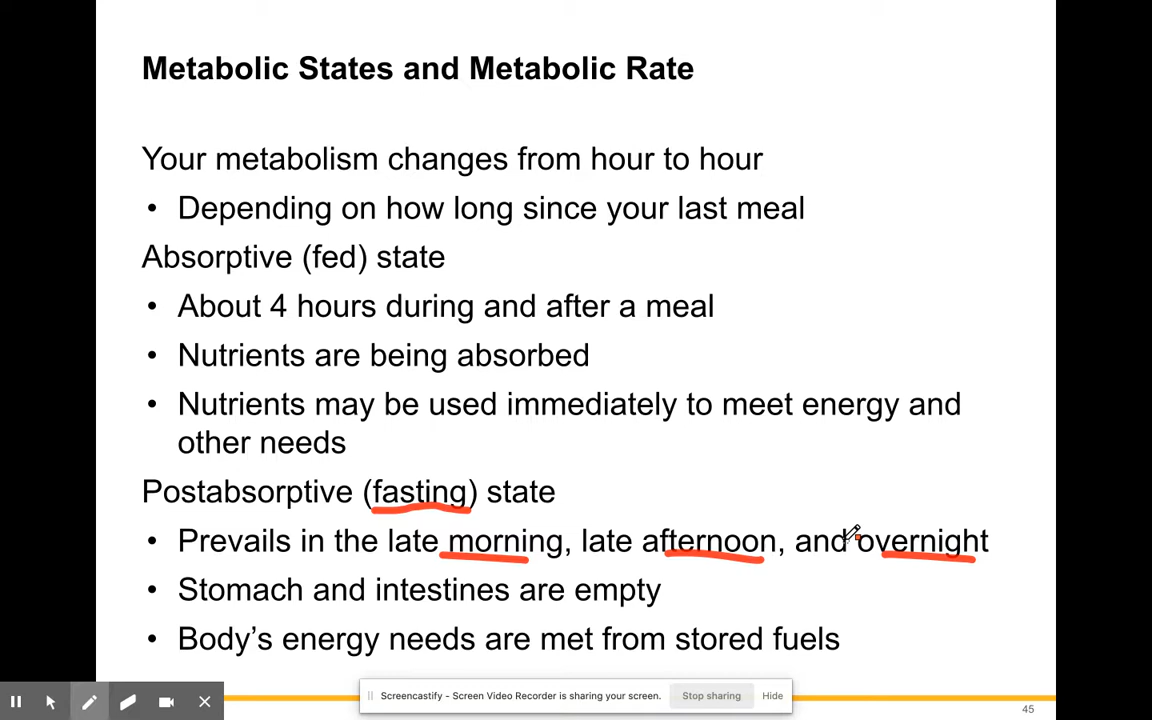 Metabolic States and Metabolic Rate
Your metabolism changes from hour to hour
• Depending on how long since your last meal
Absorptive (fed) state
• About 4 hours during and after a meal
• Nutrients are being absorbed
• Nutrients may be used immediately to meet energy and
other needs
Postabsorptive (fasting) state
• Prevails in the late morning, late afternoon, and overnight
• Stomach and intestines are empty
• Body’s energy needs are met from stored fuels
Screencastify - Screen Video Recorder is sharing your screen. Stop sharing Hide
45